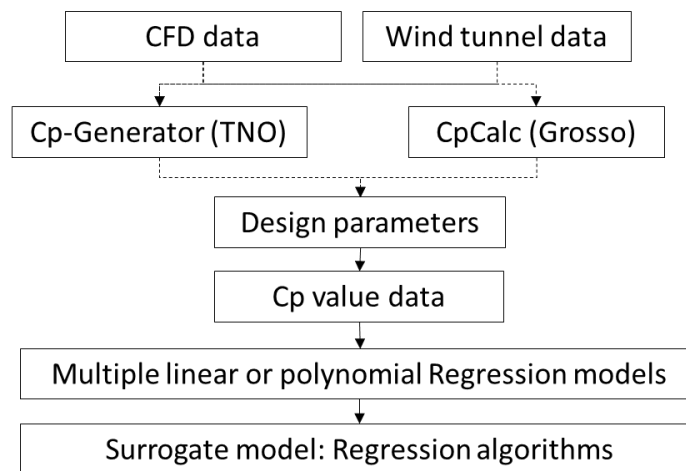 CFD data
Wind tunnel data
Cp-Generator (TNO)
CpCalc (Grosso)
Design parameters
Cp value data
Multiple linear or polynomial Regression models
Surrogate model: Regression algorithms